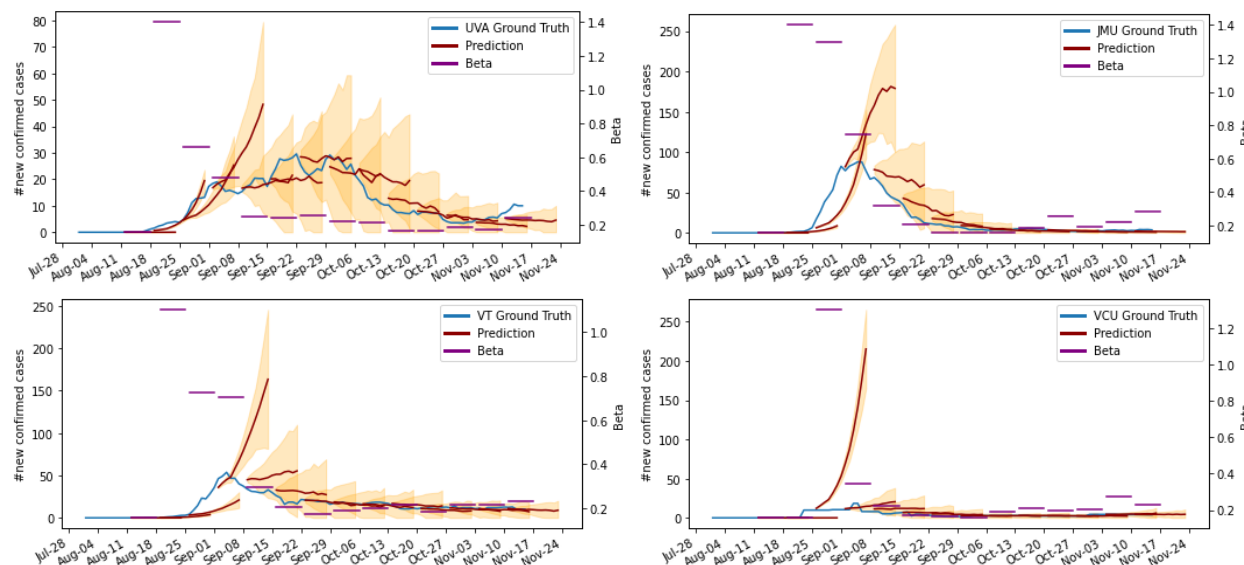 UVA Ground Truth
Prediction
Beta
#new confirmed cases
Beta
80
70
60
50
40
30
20
10
0
1.4
1.2
1.0
0.8
0.6
0.4
0.2
Jul-28 Aug-04 Aug-11 Aug-18 Aug-25 Sep-01 Sep-08 Sep-15 Sep-22 Sep-29 Oct-06 Oct-13 Oct-20 Oct-27 Nov-03 Nov-10 Nov-17 Nov-24
JMU Ground Truth
Prediction
Beta
#new confirmed cases
Beta
250
200
150
100
50
0
1.4
1.2
1.0
0.8
0.6
0.4
0.2
Jul-28 Aug-04 Aug-11 Aug-18 Aug-25 Sep-01 Sep-08 Sep-15 Sep-22 Sep-29 Oct-06 Oct-13 Oct-20 Oct-27 Nov-03 Nov-10 Nov-17 Nov-24
VT Ground Truth
Prediction
Beta
#new confirmed cases
Beta
250
200
150
100
50
0
1.0
0.8
0.6
0.4
0.2
Jul-28 Aug-04 Aug-11 Aug-18 Aug-25 Sep-01 Sep-08 Sep-15 Sep-22 Sep-29 Oct-06 Oct-13 Oct-20 Oct-27 Nov-03 Nov-10 Nov-17 Nov-24
VCU Ground Truth
Prediction
Beta
#new confirmed cases
Beta
250
200
150
100
50
0
1.2
1.0
0.8
0.6
0.4
0.2
Jul-28 Aug-04 Aug-11 Aug-18 Aug-25 Sep-01 Sep-08 Sep-15 Sep-22 Sep-29 Oct-06 Oct-13 Oct-20 Oct-27 Nov-03 Nov-10 Nov-17 Nov-24